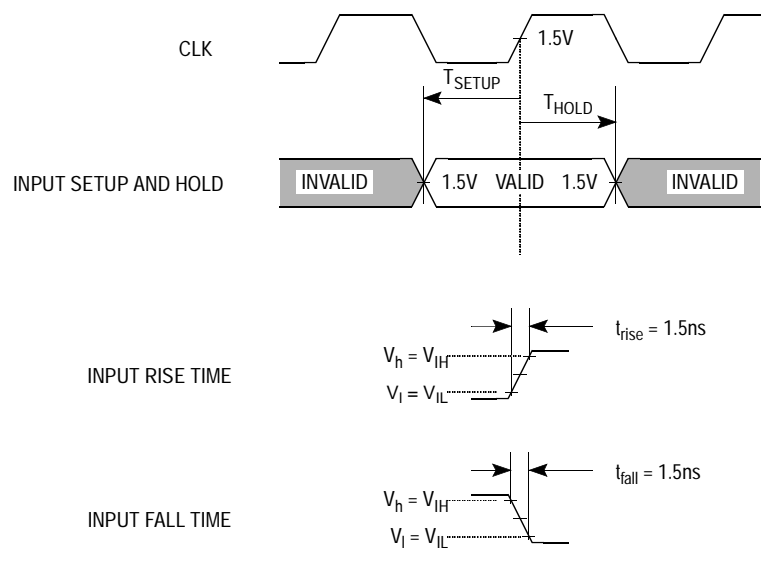 CLK
1.5V
TSETUP
THOLD
INPUT SETUP AND HOLD
INVALID
1.5V VALID 1.5V
INVALID
trise = 1.5ns
Vh = VIH
INPUT RISE TIME
Vl = VIL
tfall = 1.5ns
Vh = VIH
INPUT FALL TIME
Vl = VIL